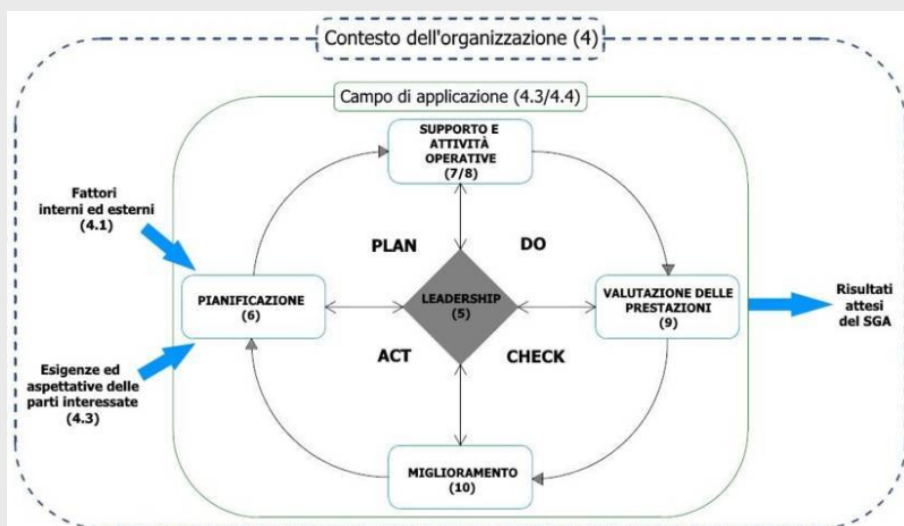 Contesto dell'organizzazione (4)
Campo di applicazione (4.3/4.4)
SUPPORTO E
ATTIVITÀ
OPERATIVE
(7/8)
Fattori
interni ed esterni
(4.1)
PLAN
DO
PIANIFICAZIONE
(6)
LEADERSHIP
(5)
VALUTAZIONE DELLE
PRESTAZIONI
(9)
Risultati
attesi
del SGA
ACT
CHECK
Esigenze ed
aspettative delle
parti interessate
(4.3)
MIGLIORAMENTO
(10)